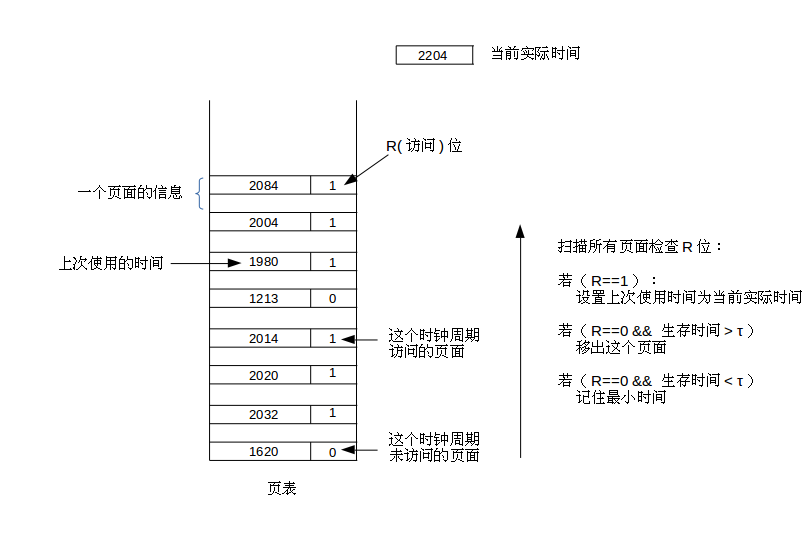 2204 当前实际时间
R(访问)位
2084 1
一个页面的信息
2004 1
上次使用的时间
1980 1
1213 0
2014 1
这个时钟周期
访问的页面
2020 1
2032 1
1620 0
这个时钟周期
未访问的页面
页表
扫描所有页面检查 R 位：
若（R==1）：
设置上次使用时间为当前实际时间
若（R==0 && 生存时间 > τ）
移出这个页面
若（R==0 && 生存时间 < τ）
记住最小时间